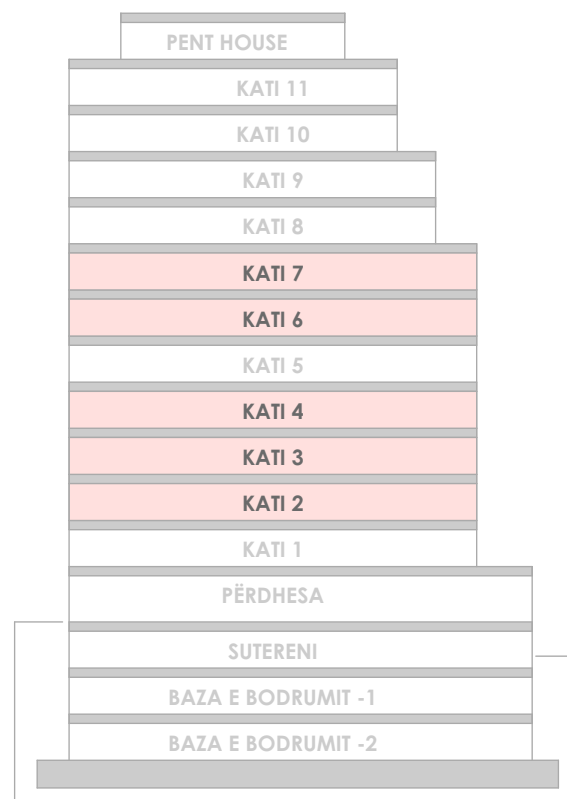 PENT HOUSE
KATI 11
KATI 10
KATI 9
KATI 8
KATI 7
KATI 6
KATI 5
KATI 4
KATI 3
KATI 2
KATI 1
PËRDHESA
SUTERENI
BAZA E BODRUMIT -1
BAZA E BODRUMIT -2